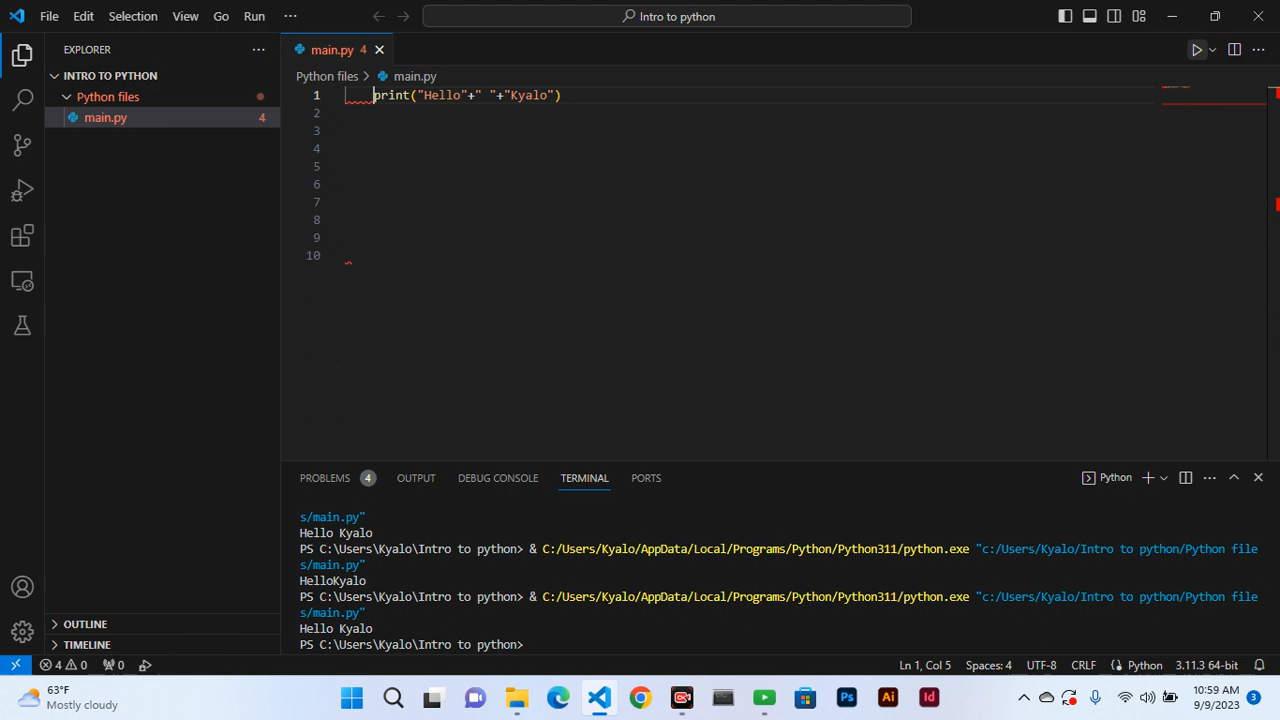 File Edit Selection View Go Run ··· Intro to python
EXPLORER ···
main.py 4
INTRO TO PYTHON
Python files
main.py 4
Python files > main.py
1 print("Hello"+" "+"Kyalo")
2
3
4
5
6
7
8
9
10
PROBLEMS 4 OUTPUT DEBUG CONSOLE TERMINAL PORTS Python
s/main.py"
Hello Kyalo
PS C:\Users\Kyalo\Intro to python> & C:/Users/Kyalo/AppData/Local/Programs/Python/Python311/python.exe "c:/Users/Kyalo/Intro to python/Python file
s/main.py"
HelloKyalo
PS C:\Users\Kyalo\Intro to python> & C:/Users/Kyalo/AppData/Local/Programs/Python/Python311/python.exe "c:/Users/Kyalo/Intro to python/Python file
s/main.py"
Hello Kyalo
PS C:\Users\Kyalo\Intro to python>
OUTLINE
TIMELINE
4 0 0 Ln 1, Col 5 Spaces: 4 UTF-8 CRLF Python 3.11.3 64-bit
63°F
Mostly cloudy
Ps Ai Id
10:59 AM
9/9/2023
3